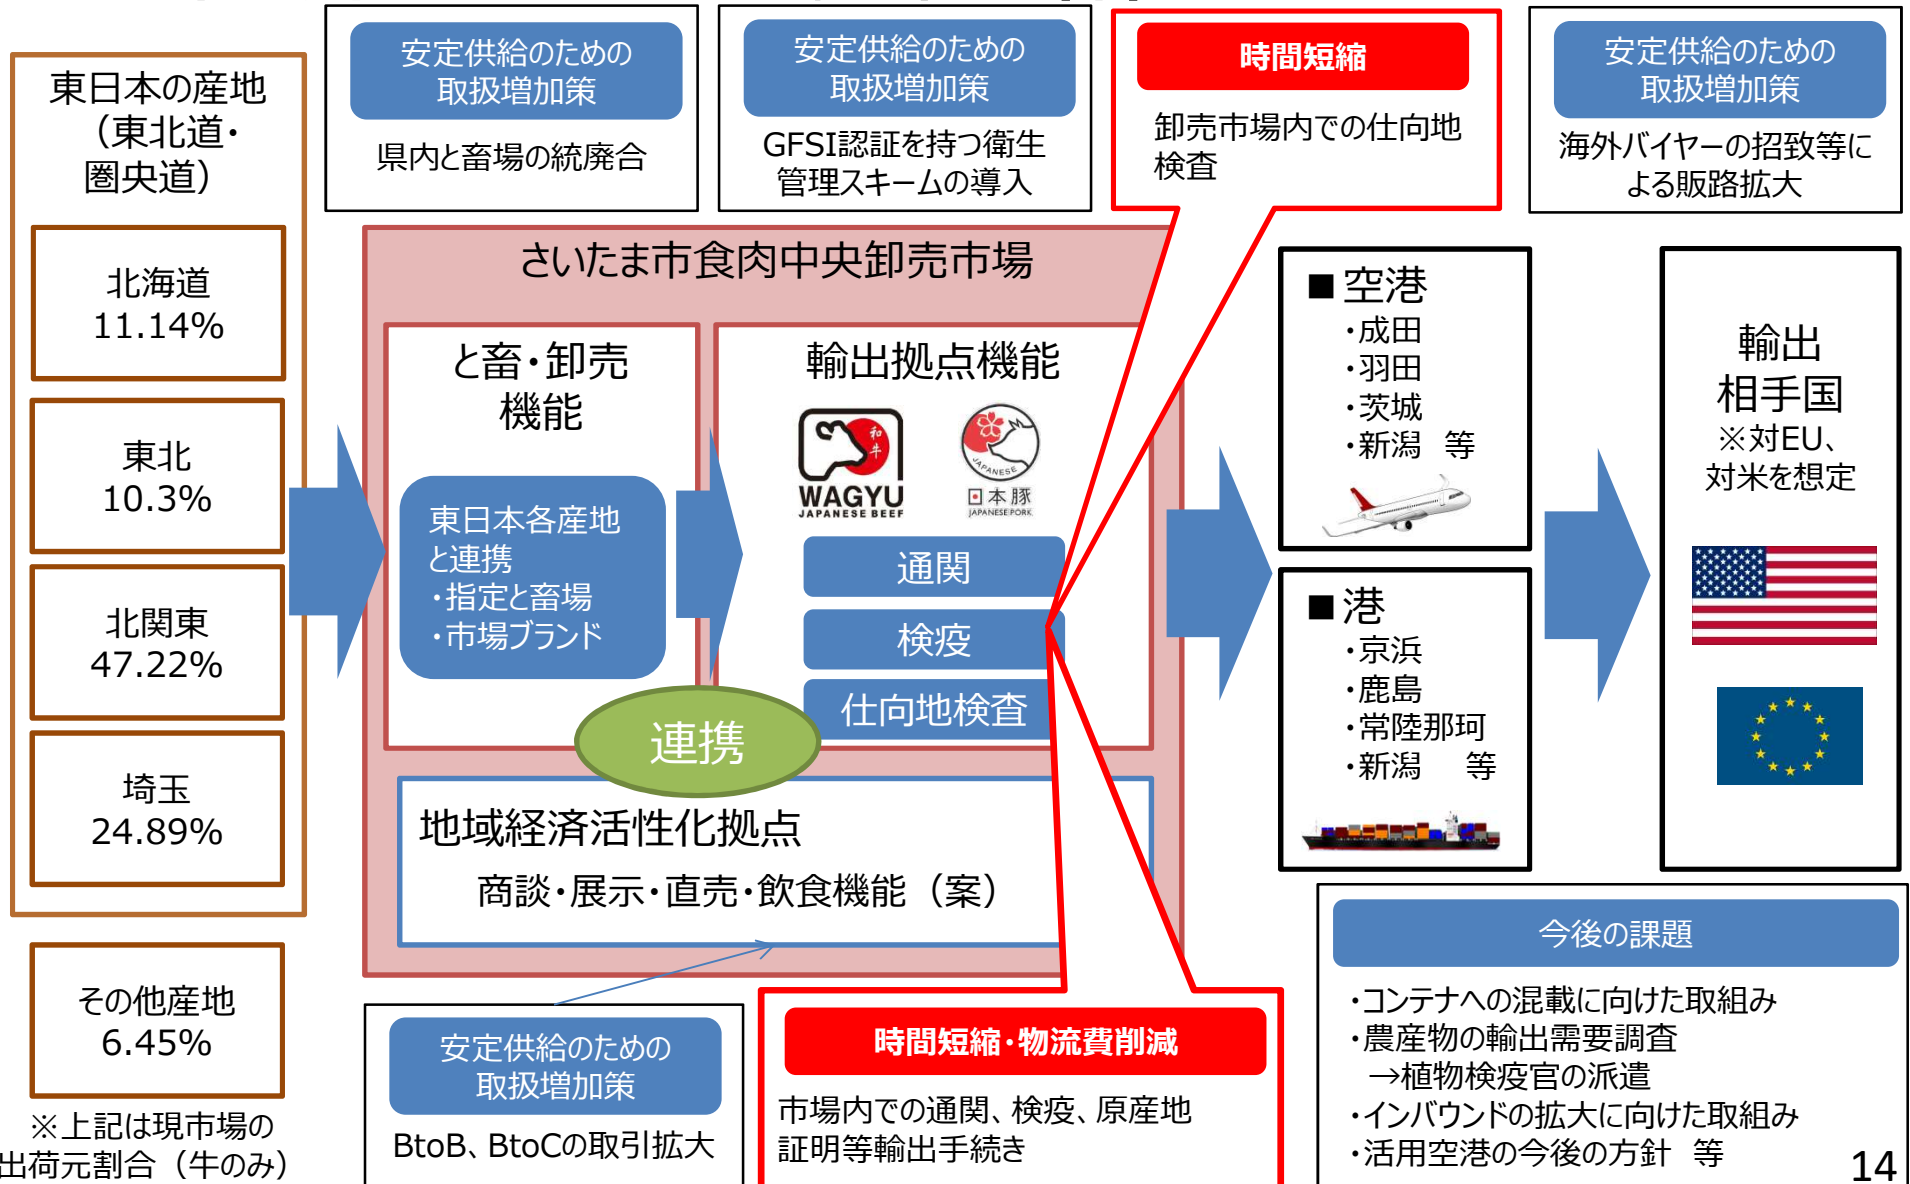 東日本の産地
（東北道・
圏央道）
北海道
11.14%
東北
10.3%
北関東
47.22%
埼玉
24.89%
その他産地
6.45%
※上記は現市場の
出荷元割合（牛のみ）
安定供給のための
取扱増加策
県内と畜場の統廃合
安定供給のための
取扱増加策
GFSI認証を持つ衛生
管理スキームの導入
時間短縮
卸売市場内での仕向地
検査
安定供給のための
取扱増加策
海外バイヤーの招致等に
よる販路拡大
さいたま市食肉中央卸売市場
と畜・卸売
機能
東日本各産地
と連携
・指定と畜場
・市場ブランド
輸出拠点機能
和牛
WAGYU
JAPANESE BEEF
JAPANESE
日本豚
JAPANESE PORK
通関
検疫
仕向地検査
連携
地域経済活性化拠点
商談・展示・直売・飲食機能（案）
安定供給のための
取扱増加策
BtoB、BtoCの取引拡大
時間短縮・物流費削減
市場内での通関、検疫、原産地
証明等輸出手続き
■空港
・成田
・羽田
・茨城
・新潟 等
■港
・京浜
・鹿島
・常陸那珂
・新潟 等
輸出
相手国
※対EU、
対米を想定
今後の課題
・コンテナへの混載に向けた取組み
・農産物の輸出需要調査
→植物検疫官の派遣
・インバウンドの拡大に向けた取組み
・活用空港の今後の方針 等
14